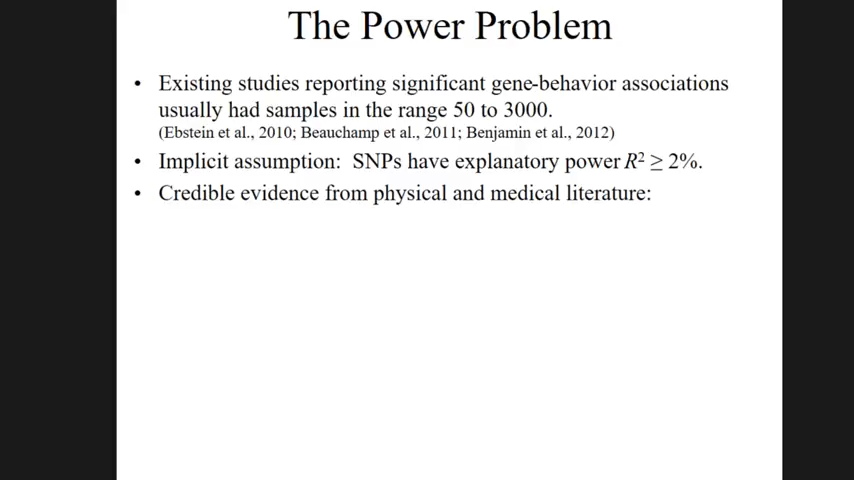 The Power Problem
• Existing studies reporting significant gene-behavior associations
usually had samples in the range 50 to 3000.
(Ebstein et al., 2010; Beauchamp et al., 2011; Benjamin et al., 2012)
• Implicit assumption: SNPs have explanatory power R² ≥ 2%.
• Credible evidence from physical and medical literature: